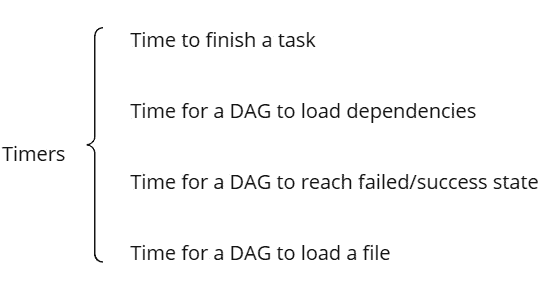 Timers
Time to finish a task
Time for a DAG to load dependencies
Time for a DAG to reach failed/success state
Time for a DAG to load a file